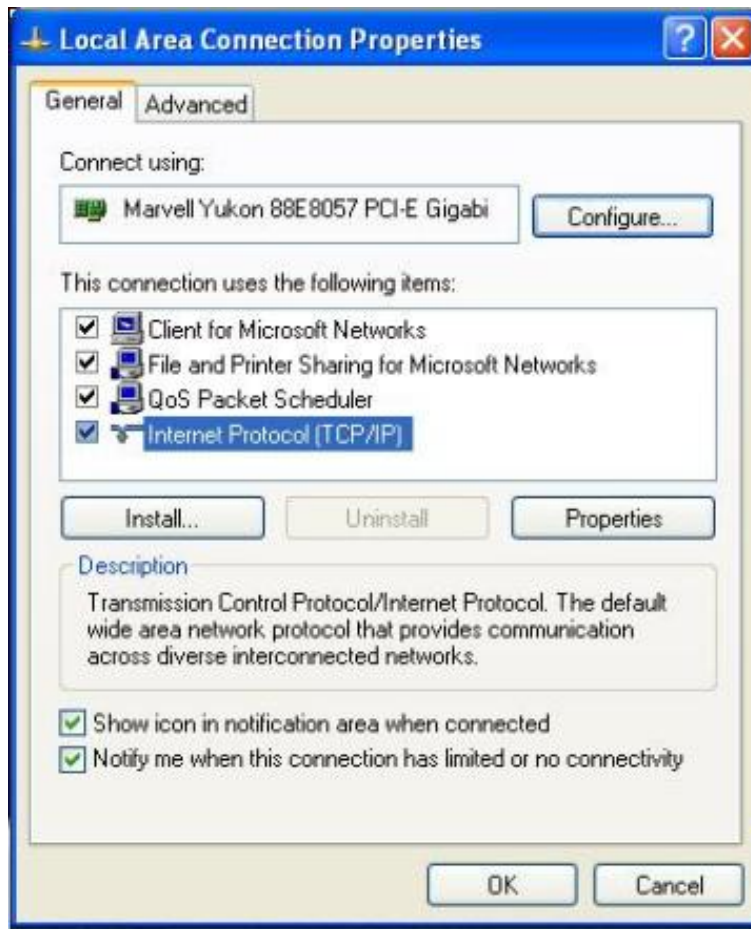 Local Area Connection Properties
General
Advanced
Connect using:
Marvell Yukon 88E8057 PCI-E Gigabi
Configure...
This connection uses the following items:
Client for Microsoft Networks
File and Printer Sharing for Microsoft Networks
QoS Packet Scheduler
Internet Protocol (TCP/IP)
Install...
Uninstall
Properties
Description
Transmission Control Protocol/Internet Protocol. The default
wide area network protocol that provides communication
across diverse interconnected networks.
Show icon in notification area when connected
Notify me when this connection has limited or no connectivity
OK
Cancel